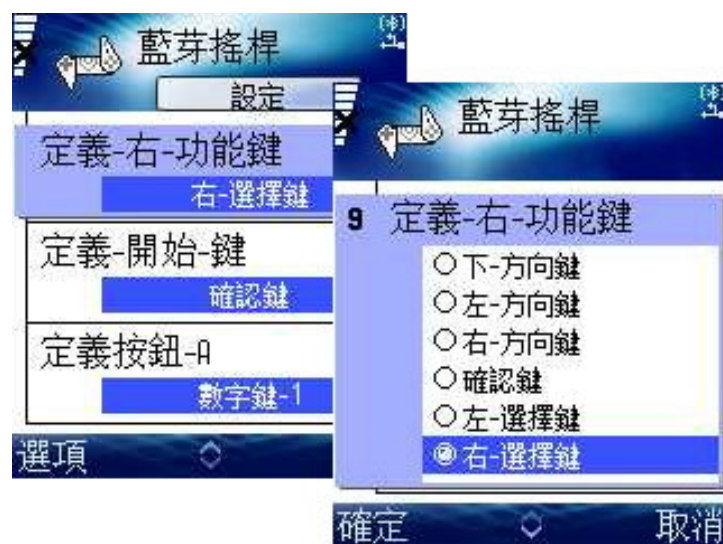 藍芽搖桿
設定
定義-右-功能鍵
右-選擇鍵
定義-開始-鍵
確認鍵
定義按鈕-A
數字鍵-1
選項
藍芽搖桿
9 定義-右-功能鍵
下-方向鍵
左-方向鍵
右-方向鍵
確認鍵
左-選擇鍵
右-選擇鍵
確定 取消